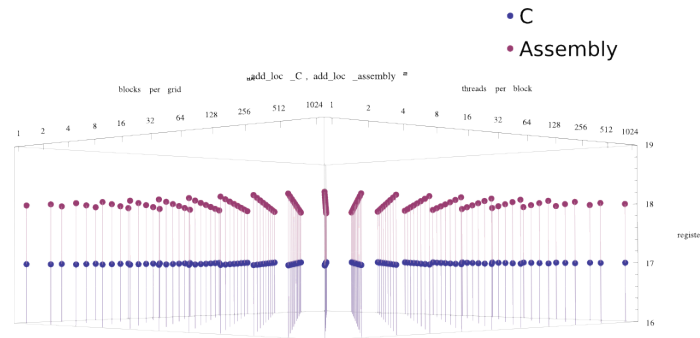 C
Assembly
add_loc _C , add_loc _assembly
blocks per grid
threads per block
1 2 4 8 16 32 64 128 256 512 1024
1 2 4 8 16 32 64 128 256 512 1024
19
18
registe
17
16